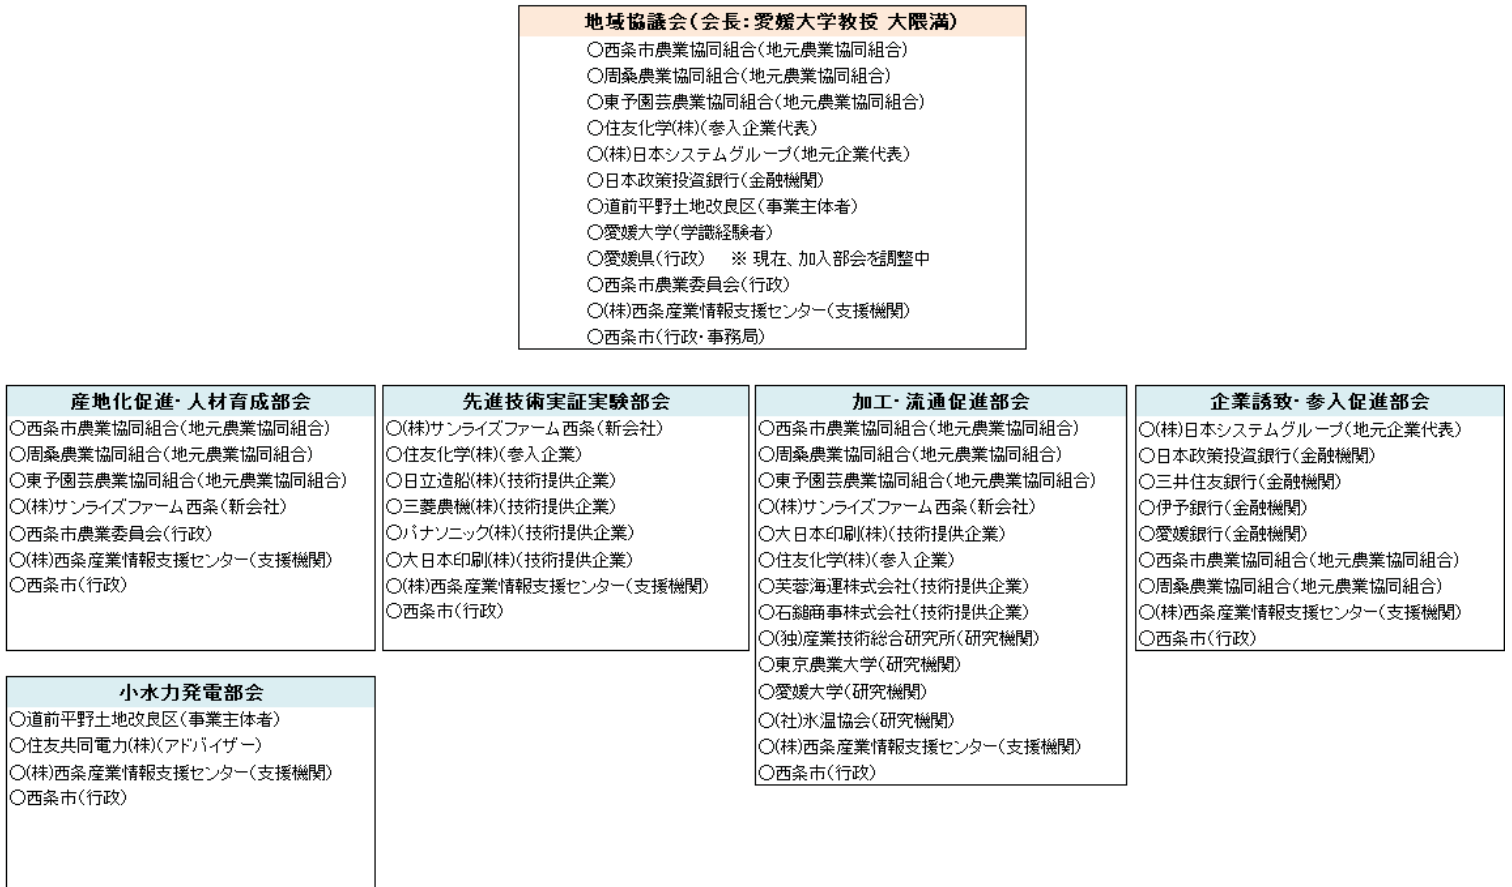 地域協議会(会長:愛媛大学教授 大隈満)
○西条市農業協同組合(地元農業協同組合)
○周桑農業協同組合(地元農業協同組合)
○東予園芸農業協同組合(地元農業協同組合)
○住友化学(株)(参入企業代表)
○(株)日本システムグループ(地元企業代表)
○日本政策投資銀行(金融機関)
○道前平野土地改良区(事業主体者)
○愛媛大学(学識経験者)
○愛媛県(行政) ※ 現在、加入部会を調整中
○西条市農業委員会(行政)
○(株)西条産業情報支援センター(支援機関)
○西条市(行政・事務局)
産地化促進・人材育成部会
○西条市農業協同組合(地元農業協同組合)
○周桑農業協同組合(地元農業協同組合)
○東予園芸農業協同組合(地元農業協同組合)
○(株)サンライズファーム西条(新会社)
○西条市農業委員会(行政)
○(株)西条産業情報支援センター(支援機関)
○西条市(行政)
先進技術実証実験部会
○(株)サンライズファーム西条(新会社)
○住友化学(株)(参入企業)
○日立造船(株)(技術提供企業)
○三菱農機(株)(技術提供企業)
○パナソニック(株)(技術提供企業)
○大日本印刷(株)(技術提供企業)
○(株)西条産業情報支援センター(支援機関)
○西条市(行政)
加工・流通促進部会
○西条市農業協同組合(地元農業協同組合)
○周桑農業協同組合(地元農業協同組合)
○東予園芸農業協同組合(地元農業協同組合)
○(株)サンライズファーム西条(新会社)
○大日本印刷(株)(技術提供企業)
○住友化学(株)(参入企業)
○芙蓉海運株式会社(技術提供企業)
○石鎚商事株式会社(技術提供企業)
○(独)産業技術総合研究所(研究機関)
○東京農業大学(研究機関)
○愛媛大学(研究機関)
○(社)氷温協会(研究機関)
○(株)西条産業情報支援センター(支援機関)
○西条市(行政)
企業誘致・参入促進部会
○(株)日本システムグループ(地元企業代表)
○日本政策投資銀行(金融機関)
○三井住友銀行(金融機関)
○伊予銀行(金融機関)
○愛媛銀行(金融機関)
○西条市農業協同組合(地元農業協同組合)
○周桑農業協同組合(地元農業協同組合)
○(株)西条産業情報支援センター(支援機関)
○西条市(行政)
小水力発電部会
○道前平野土地改良区(事業主体者)
○住友共同電力(株)(アドバイザー)
○(株)西条産業情報支援センター(支援機関)
○西条市(行政)